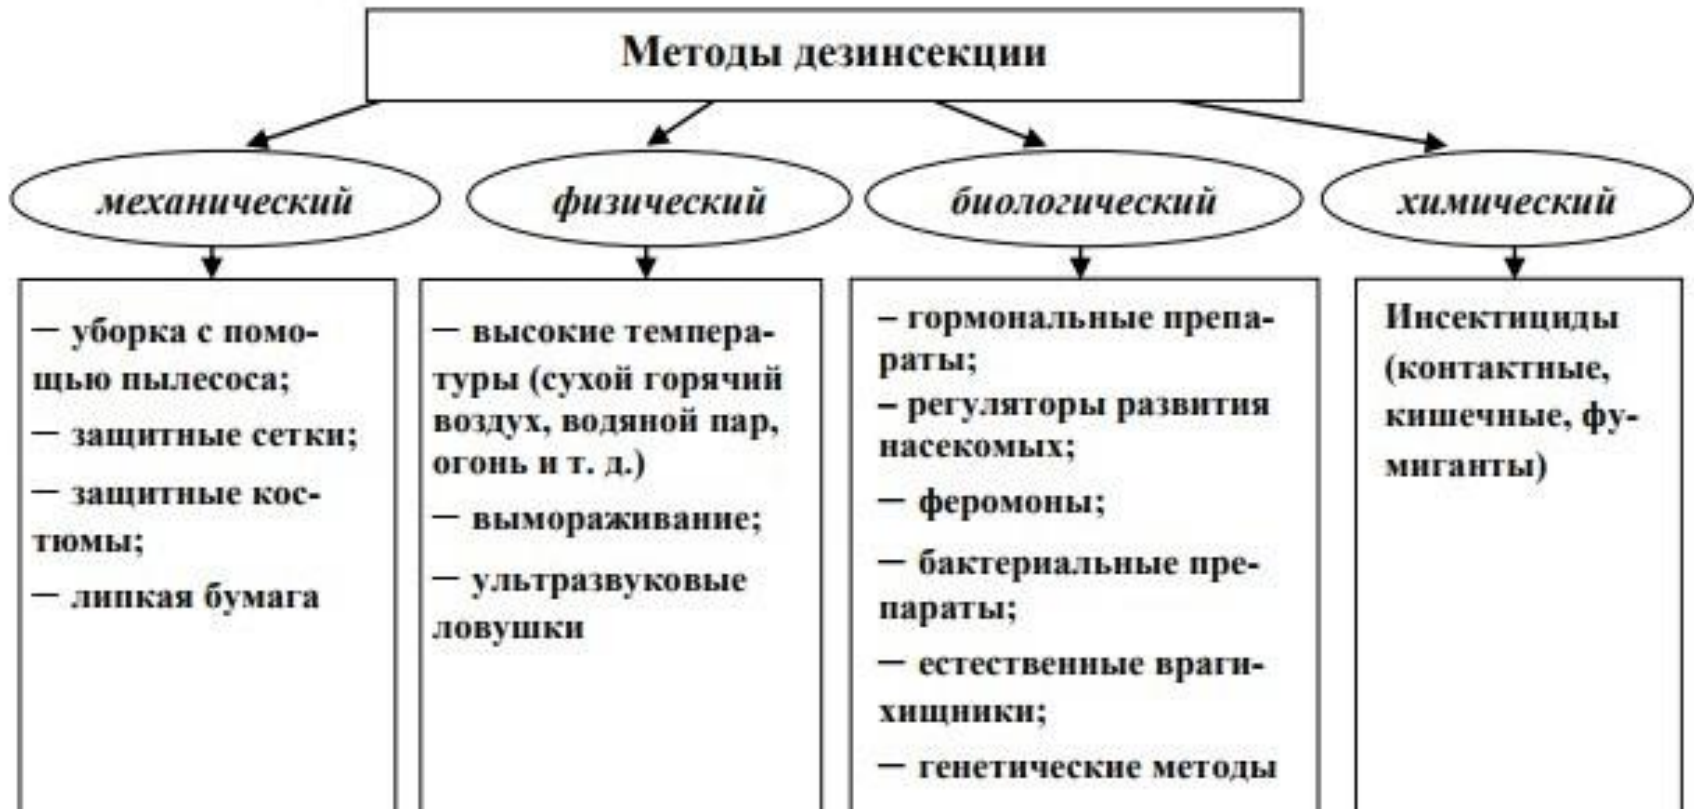 Методы дезинсекции
механический
физический
биологический
химический
— уборка с помо-
щью пылесоса;
— защитные сетки;
— защитные кос-
тюмы;
— липкая бумага
— высокие темпера-
туры (сухой горячий
воздух, водяной пар,
огонь и т. д.)
— вымораживание;
— ультразвуковые
ловушки
– гормональные препа-
раты;
– регуляторы развития
насекомых;
— феромоны;
— бактериальные пре-
параты;
— естественные враги-
хищники;
— генетические методы
Инсектициды
(контактные,
кишечные, фу-
миганты)